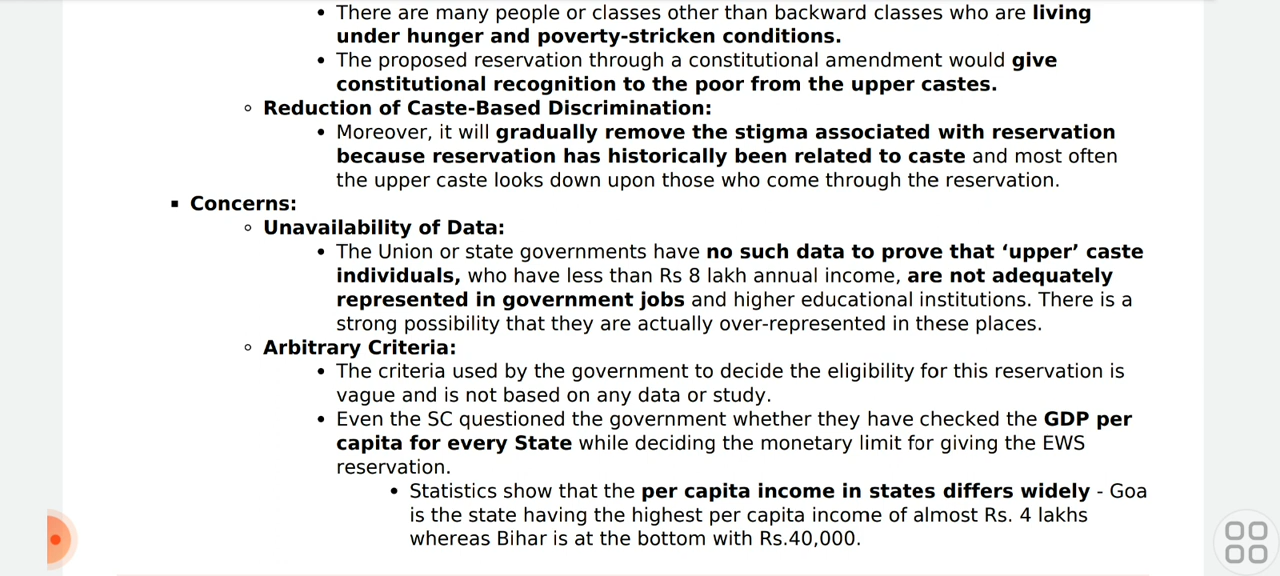 • There are many people or classes other than backward classes who are living
under hunger and poverty-stricken conditions.
• The proposed reservation through a constitutional amendment would give
constitutional recognition to the poor from the upper castes.
○ Reduction of Caste-Based Discrimination:
• Moreover, it will gradually remove the stigma associated with reservation
because reservation has historically been related to caste and most often
the upper caste looks down upon those who come through the reservation.
▪ Concerns:
○ Unavailability of Data:
• The Union or state governments have no such data to prove that ‘upper’ caste
individuals, who have less than Rs 8 lakh annual income, are not adequately
represented in government jobs and higher educational institutions. There is a
strong possibility that they are actually over-represented in these places.
○ Arbitrary Criteria:
• The criteria used by the government to decide the eligibility for this reservation is
vague and is not based on any data or study.
• Even the SC questioned the government whether they have checked the GDP per
capita for every State while deciding the monetary limit for giving the EWS
reservation.
• Statistics show that the per capita income in states differs widely - Goa
is the state having the highest per capita income of almost Rs. 4 lakhs
whereas Bihar is at the bottom with Rs.40,000.